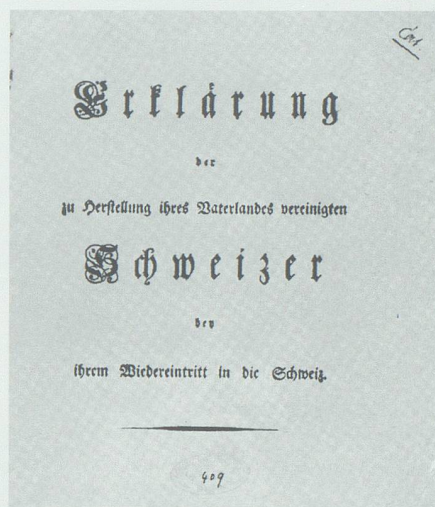 Erklärung
der
zu Herstellung ihres Vaterlandes vereinigten
Schweizer
bey
ihrem Wiedereintritt in die Schweiz.
409